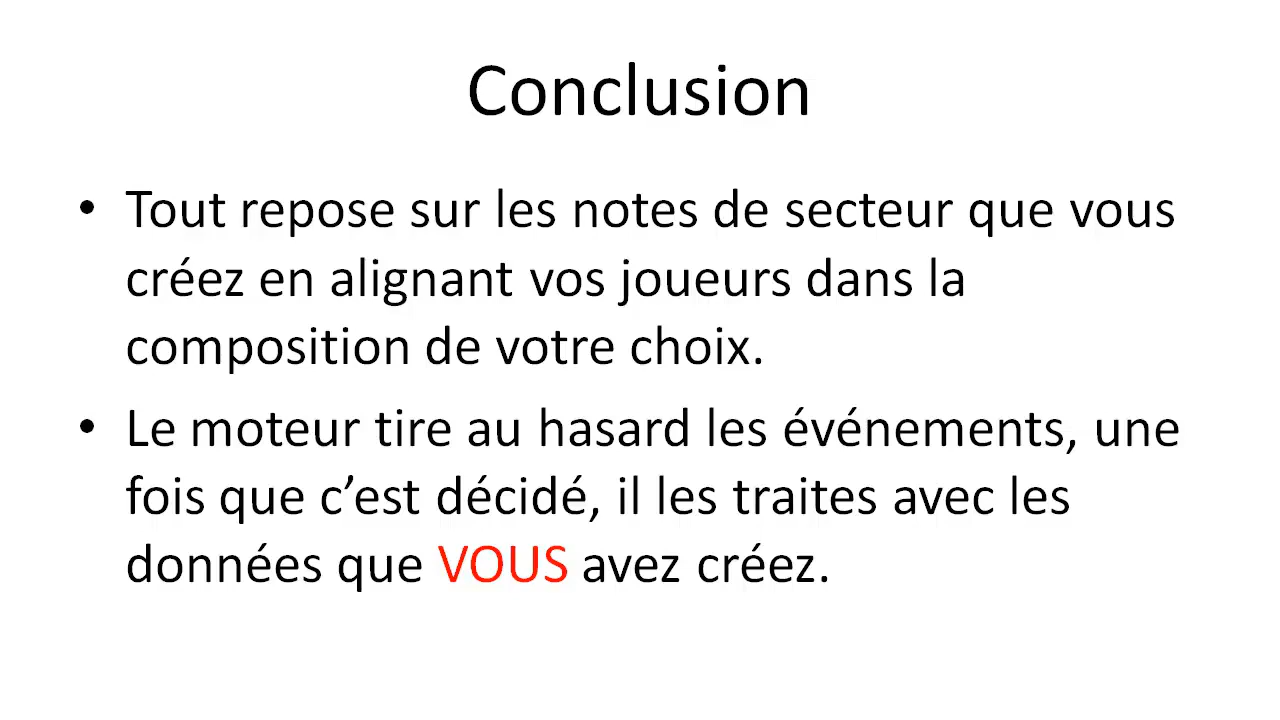 Conclusion
• Tout repose sur les notes de secteur que vous
créez en alignant vos joueurs dans la
composition de votre choix.
• Le moteur tire au hasard les événements, une
fois que c’est décidé, il les traites avec les
données que VOUS avez créez.